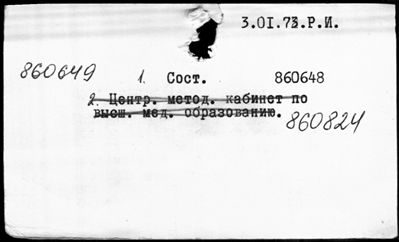 3.01.73.Р.И.
860649 1. Сост. 860648
2. Центр. метод. кабинет по
высш. мед. образованию. 860824